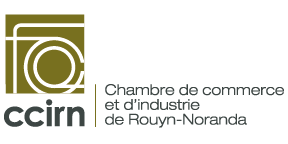 ccirn
Chambre de commerce
et d'industrie
de Rouyn-Noranda